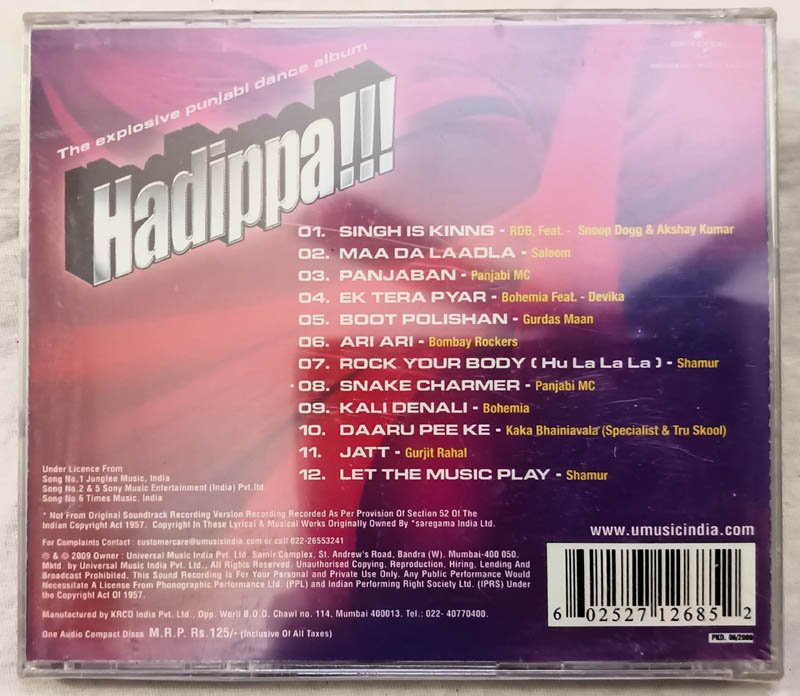 UNIVERSAL
The explosive punjabi dance album
Hadippa!!!
01. SINGH IS KINNG - RDB. Feat. - Snoop Dogg & Akshay Kumar
02. MAA DA LAADLA - Saleem
03. PANJABAN - Panjabi MC
04. EK TERA PYAR - Bohemia Feat. - Devika
05. BOOT POLISHAN - Gurdas Maan
06. ARI ARI - Bombay Rockers
07. ROCK YOUR BODY ( Hu La La La ) - Shamur
08. SNAKE CHARMER - Panjabi MC
09. KALI DENALI - Bohemia
10. DAARU PEE KE - Kaka Bhainiavala (Specialist & Tru Skool)
11. JATT - Gurjit Rahal
12. LET THE MUSIC PLAY - Shamur
Under Licence From
Song No.1 Junglee Music, India
Song No.2 & 5 Sony Music Entertainment (India) Pvt.ltd
Song No 6 Times Music, India
* Not From Original Soundtrack Recording Version Recording Recorded As Per Provision Of Section 52 Of The
Indian Copyright Act 1957. Copyright In These Lyrical & Musical Works Originally Owned By *saregama India Ltd.
For Complaints Contact : customercare@umusicindia.com or call 022-26553241
℗ & © 2009 Owner : Universal Music India Pvt. Ltd. Samir Complex, St. Andrew's Road, Bandra (W). Mumbai-400 050.
Mktd. by Universal Music India Pvt. Ltd., All Rights Reserved. Unauthorised Copying, Reproduction, Hiring, Lending And
Broadcast Prohibited. This Sound Recording Is For Your Personal and Private Use Only. Any Public Performance Would
Necessitate A License From Phonographic Performance Ltd. (PPL) and Indian Performing Right Society Ltd. (IPRS) Under
the Copyright Act Of 1957.
Manufactured by KRCD India Pvt. Ltd., Opp. Worli B.D.D. Chawl no. 114, Mumbai 400013. Tel.: 022- 40770400.
One Audio Compact Discs M.R.P. Rs.125/- (Inclusive Of All Taxes)
www.umusicindia.com
6 02527 12685 2
PKD. 06/2009